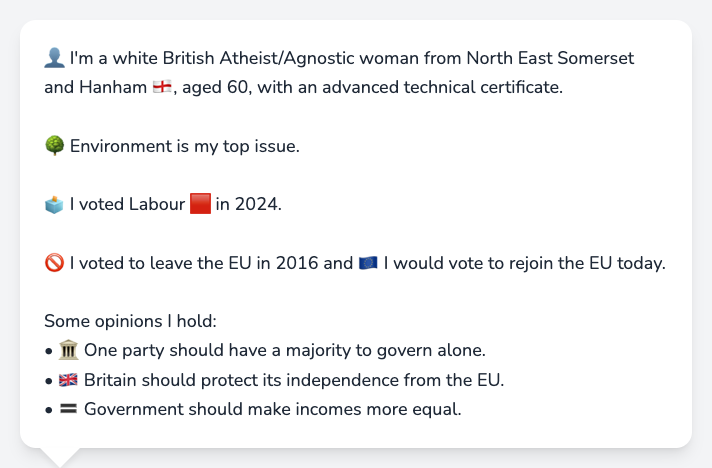 👤 I'm a white British Atheist/Agnostic woman from North East Somerset
and Hanham 🏴󠁧󠁢󠁥󠁮󠁧󠁿, aged 60, with an advanced technical certificate.
🌳 Environment is my top issue.
🗳️ I voted Labour 🟥 in 2024.
🚫 I voted to leave the EU in 2016 and 🇪🇺 I would vote to rejoin the EU today.
Some opinions I hold:
• 🏛️ One party should have a majority to govern alone.
• 🇬🇧 Britain should protect its independence from the EU.
• 🟰 Government should make incomes more equal.